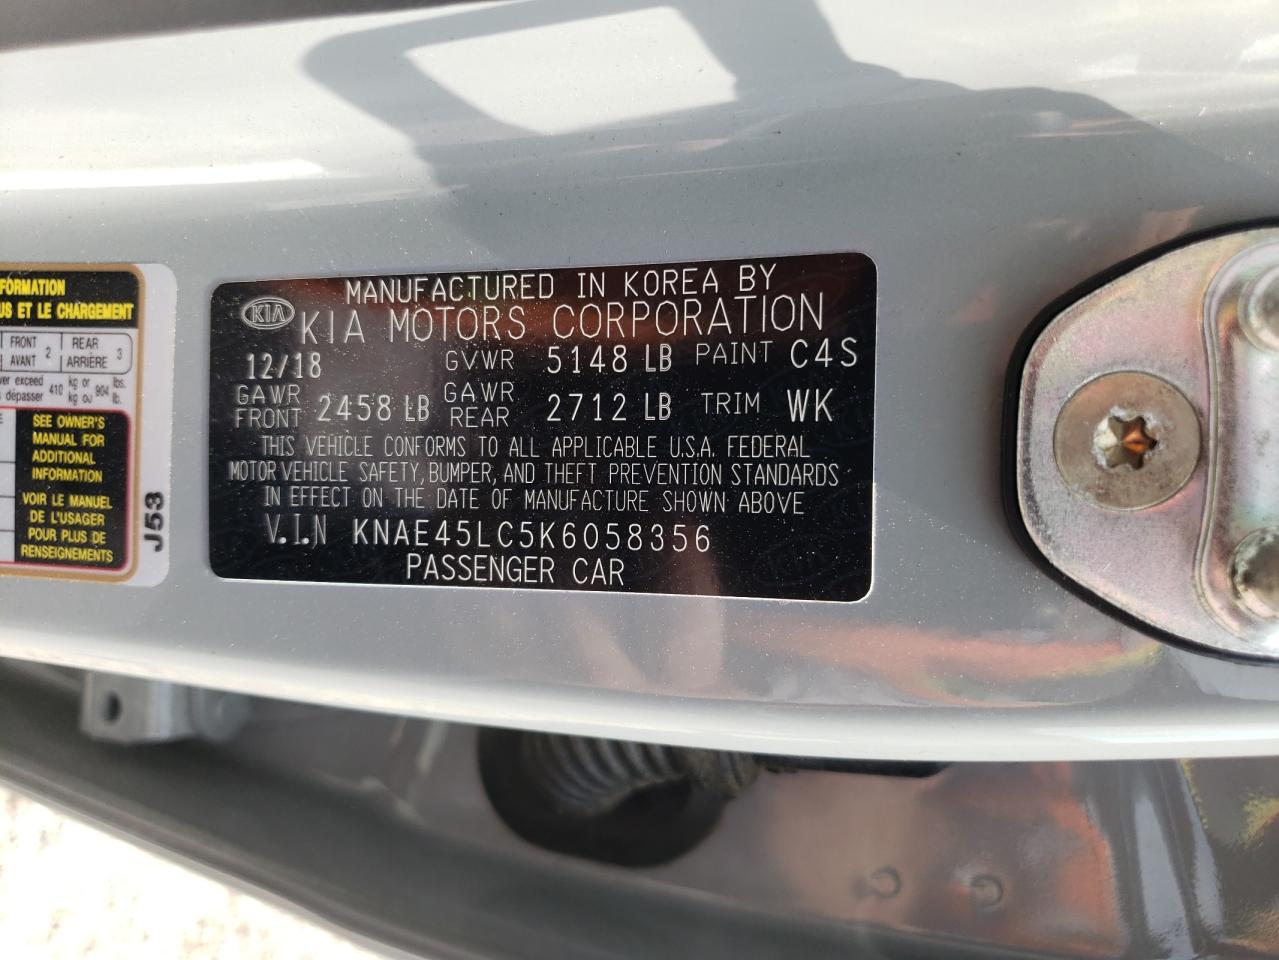 FORMATION
US ET LE CHARGEMENT
FRONT 2 REAR 3
AVANT ARRIÈRE
ver exceed 410 kg or 904 lbs.
dépasser kg ou lb.
SEE OWNER'S
MANUAL FOR
ADDITIONAL
INFORMATION
VOIR LE MANUEL
DE L'USAGER
POUR PLUS DE
RENSEIGNEMENTS
J53
MANUFACTURED IN KOREA BY
KIA KIA MOTORS CORPORATION
12/18 GVWR 5148 LB PAINT C4S
GAWR FRONT 2458 LB GAWR REAR 2712 LB TRIM WK
THIS VEHICLE CONFORMS TO ALL APPLICABLE U.S.A. FEDERAL
MOTOR VEHICLE SAFETY, BUMPER, AND THEFT PREVENTION STANDARDS
IN EFFECT ON THE DATE OF MANUFACTURE SHOWN ABOVE
V.I.N KNAE45LC5K6058356
PASSENGER CAR